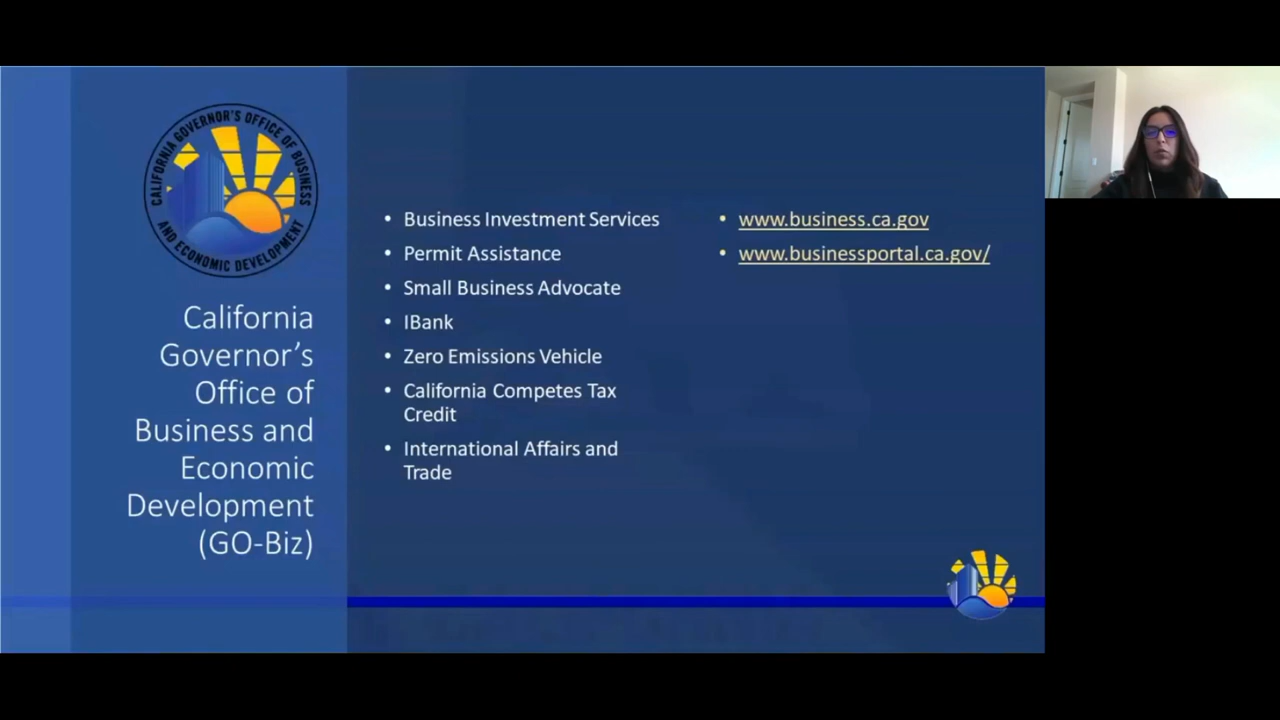 CALIFORNIA GOVERNOR'S OFFICE OF BUSINESS
AND ECONOMIC DEVELOPMENT
California
Governor’s
Office of
Business and
Economic
Development
(GO-Biz)
• Business Investment Services
• Permit Assistance
• Small Business Advocate
• IBank
• Zero Emissions Vehicle
• California Competes Tax
Credit
• International Affairs and
Trade
• www.business.ca.gov
• www.businessportal.ca.gov/